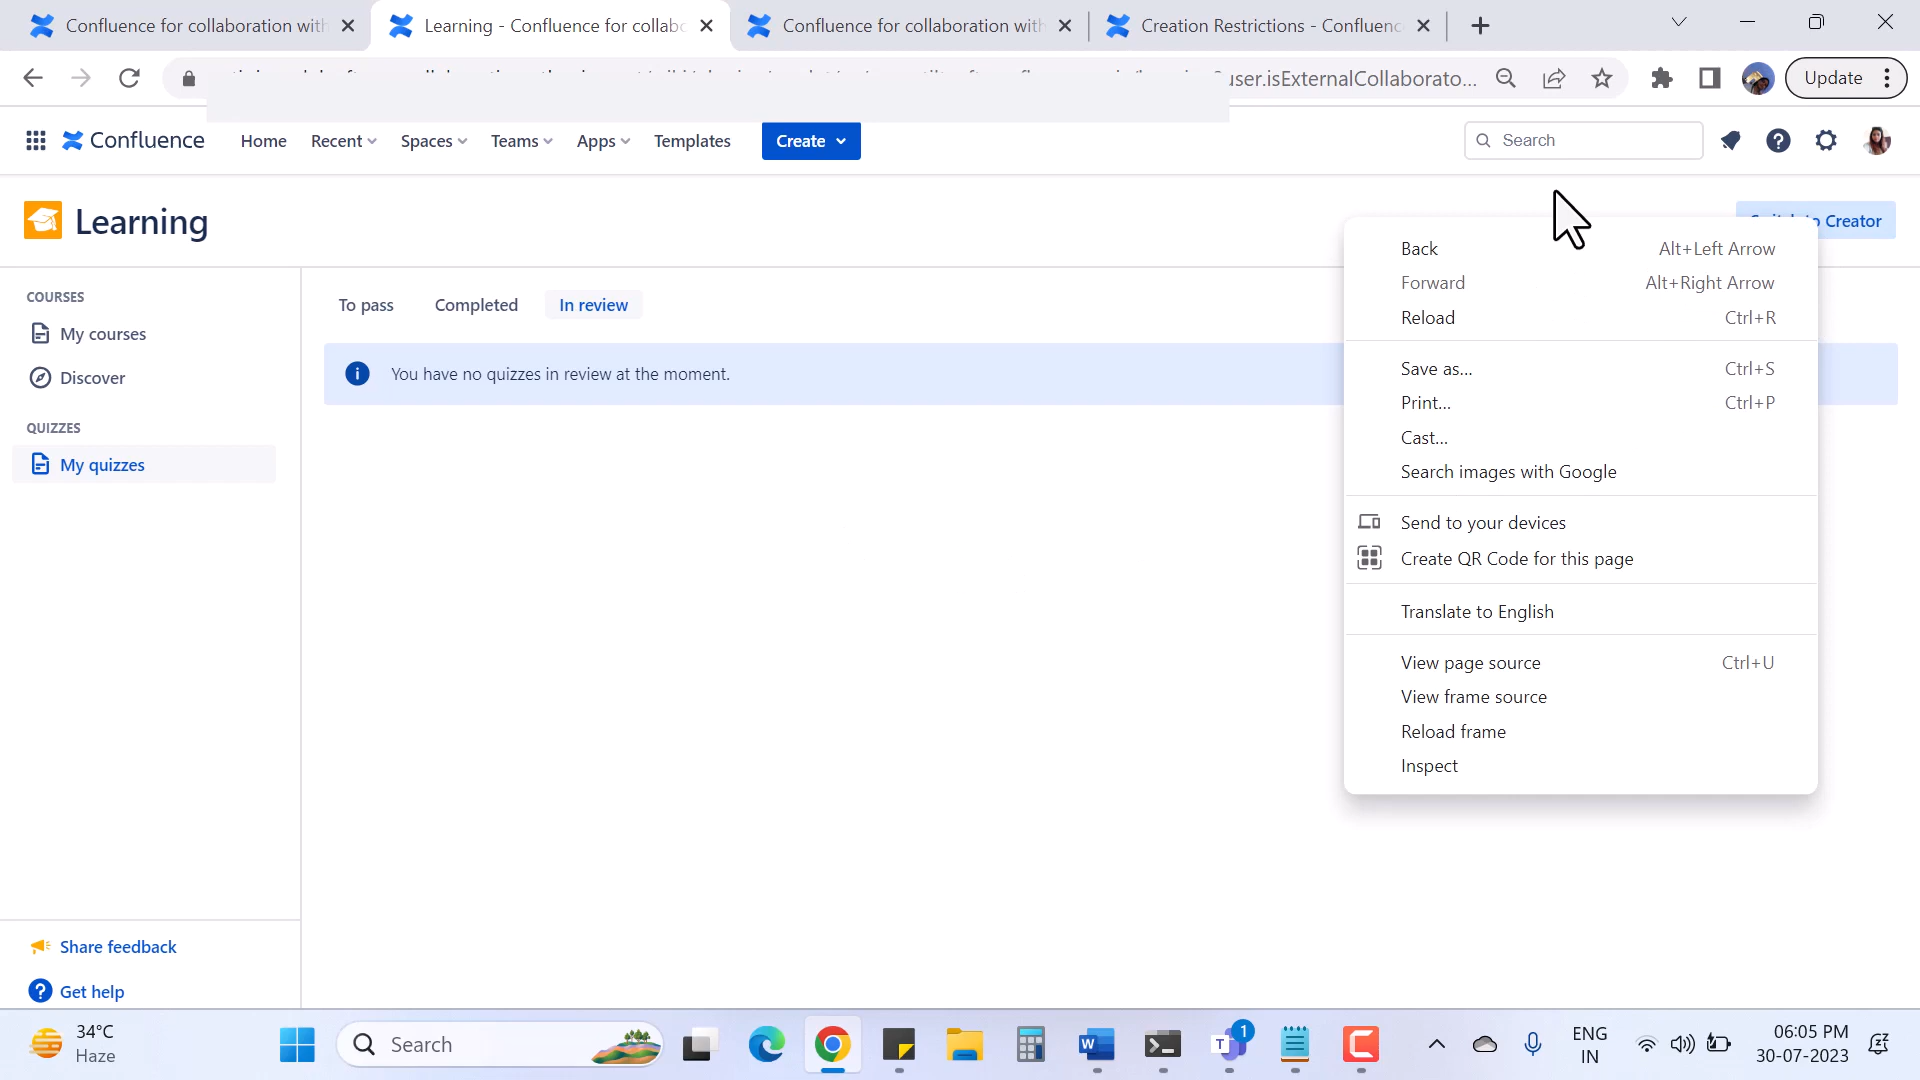 Confluence for collaboration with
Learning - Confluence for collabo
Confluence for collaboration with
Creation Restrictions - Confluenc
user.isExternalCollaborato...
Update
Confluence
Home
Recent
Spaces
Teams
Apps
Templates
Create
Search
Learning
Creator
COURSES
My courses
Discover
QUIZZES
My quizzes
To pass
Completed
In review
You have no quizzes in review at the moment.
Back Alt+Left Arrow
Forward Alt+Right Arrow
Reload Ctrl+R
Save as... Ctrl+S
Print... Ctrl+P
Cast...
Search images with Google
Send to your devices
Create QR Code for this page
Translate to English
View page source Ctrl+U
View frame source
Reload frame
Inspect
Share feedback
Get help
34°C
Haze
Search
1
ENG
IN
06:05 PM
30-07-2023